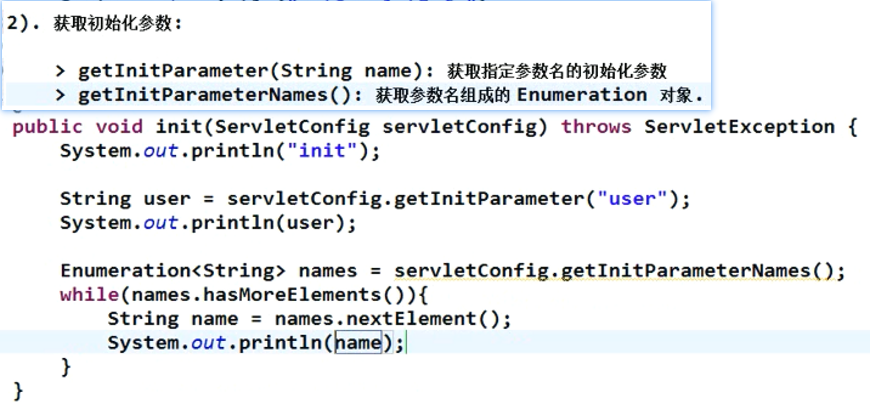 2). 获取初始化参数:
> getInitParameter(String name): 获取指定参数名的初始化参数
> getInitParameterNames(): 获取参数名组成的 Enumeration 对象.
public void init(ServletConfig servletConfig) throws ServletException {
System.out.println("init");
String user = servletConfig.getInitParameter("user");
System.out.println(user);
Enumeration<String> names = servletConfig.getInitParameterNames();
while(names.hasMoreElements()){
String name = names.nextElement();
System.out.println(name);
}
}